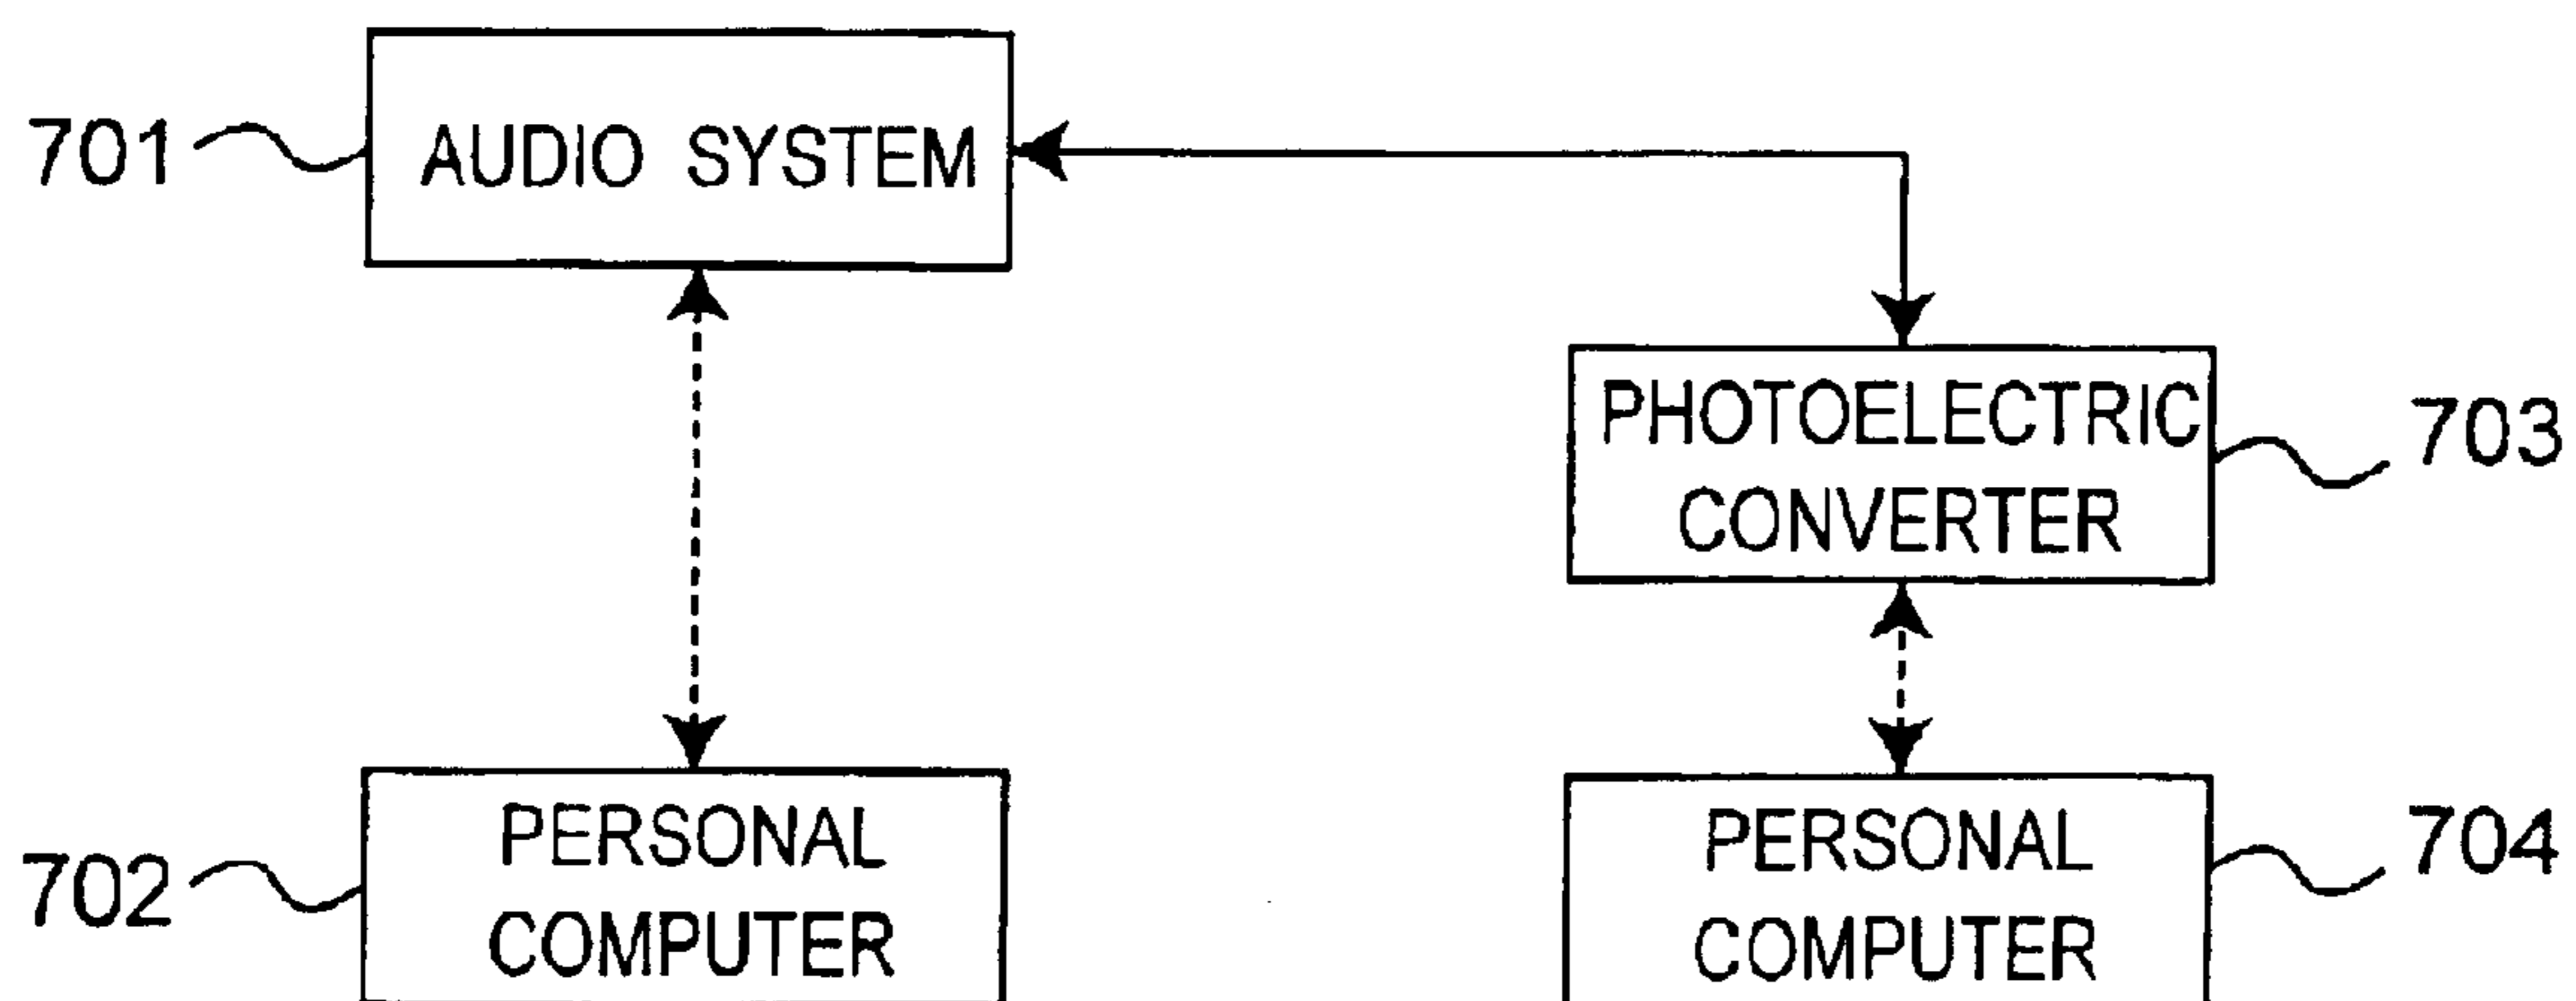 701
AUDIO SYSTEM
PHOTOELECTRIC
CONVERTER
703
702
PERSONAL
COMPUTER
PERSONAL
COMPUTER
704